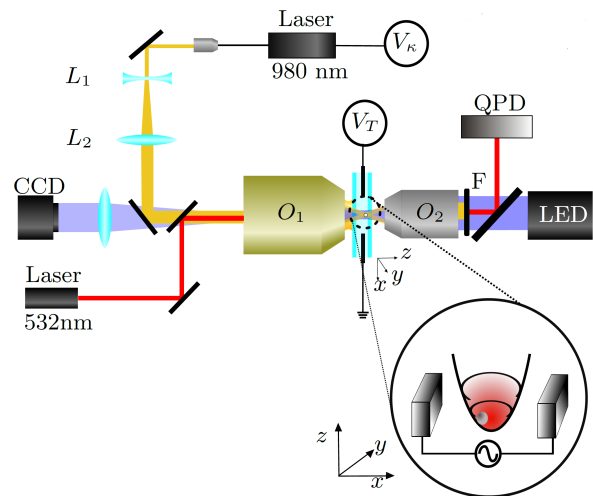 Laser
980 nm
V_κ
L_1
L_2
V_T
QPD
F
CCD
O_1
O_2
LED
Laser
532nm
z
y
x
z
y
x